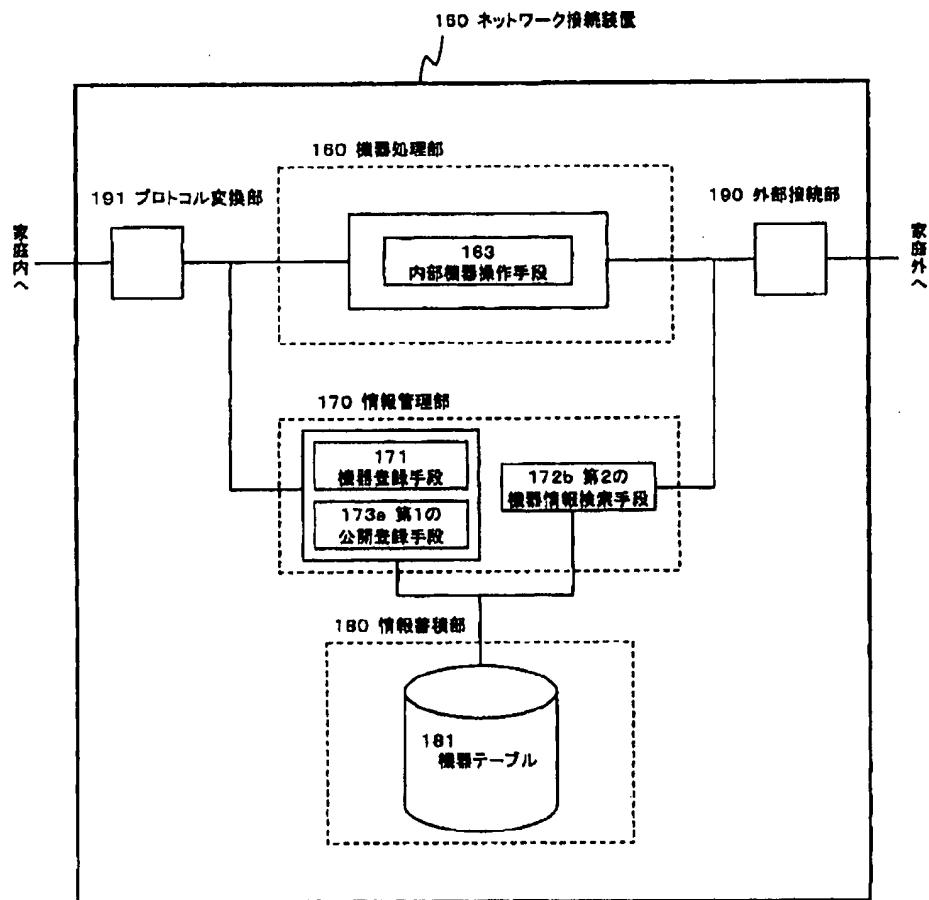 150 ネットワーク接続装置
160 機器処理部
191 プロトコル変換部
190 外部接続部
家庭内へ
163
内部機器操作手段
家庭外へ
170 情報管理部
171
機器登録手段
172b 第2の
機器情報検索手段
173a 第1の
公開登録手段
180 情報蓄積部
181
機器テーブル